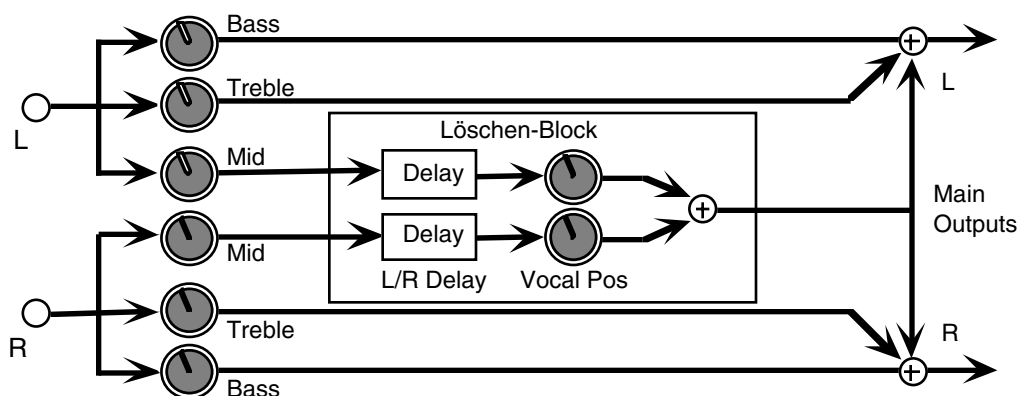 Bass
Treble
L
L
Löschen-Block
Mid
Delay
Main
Outputs
Delay
Mid
L/R Delay Vocal Pos
Treble
R
R
Bass